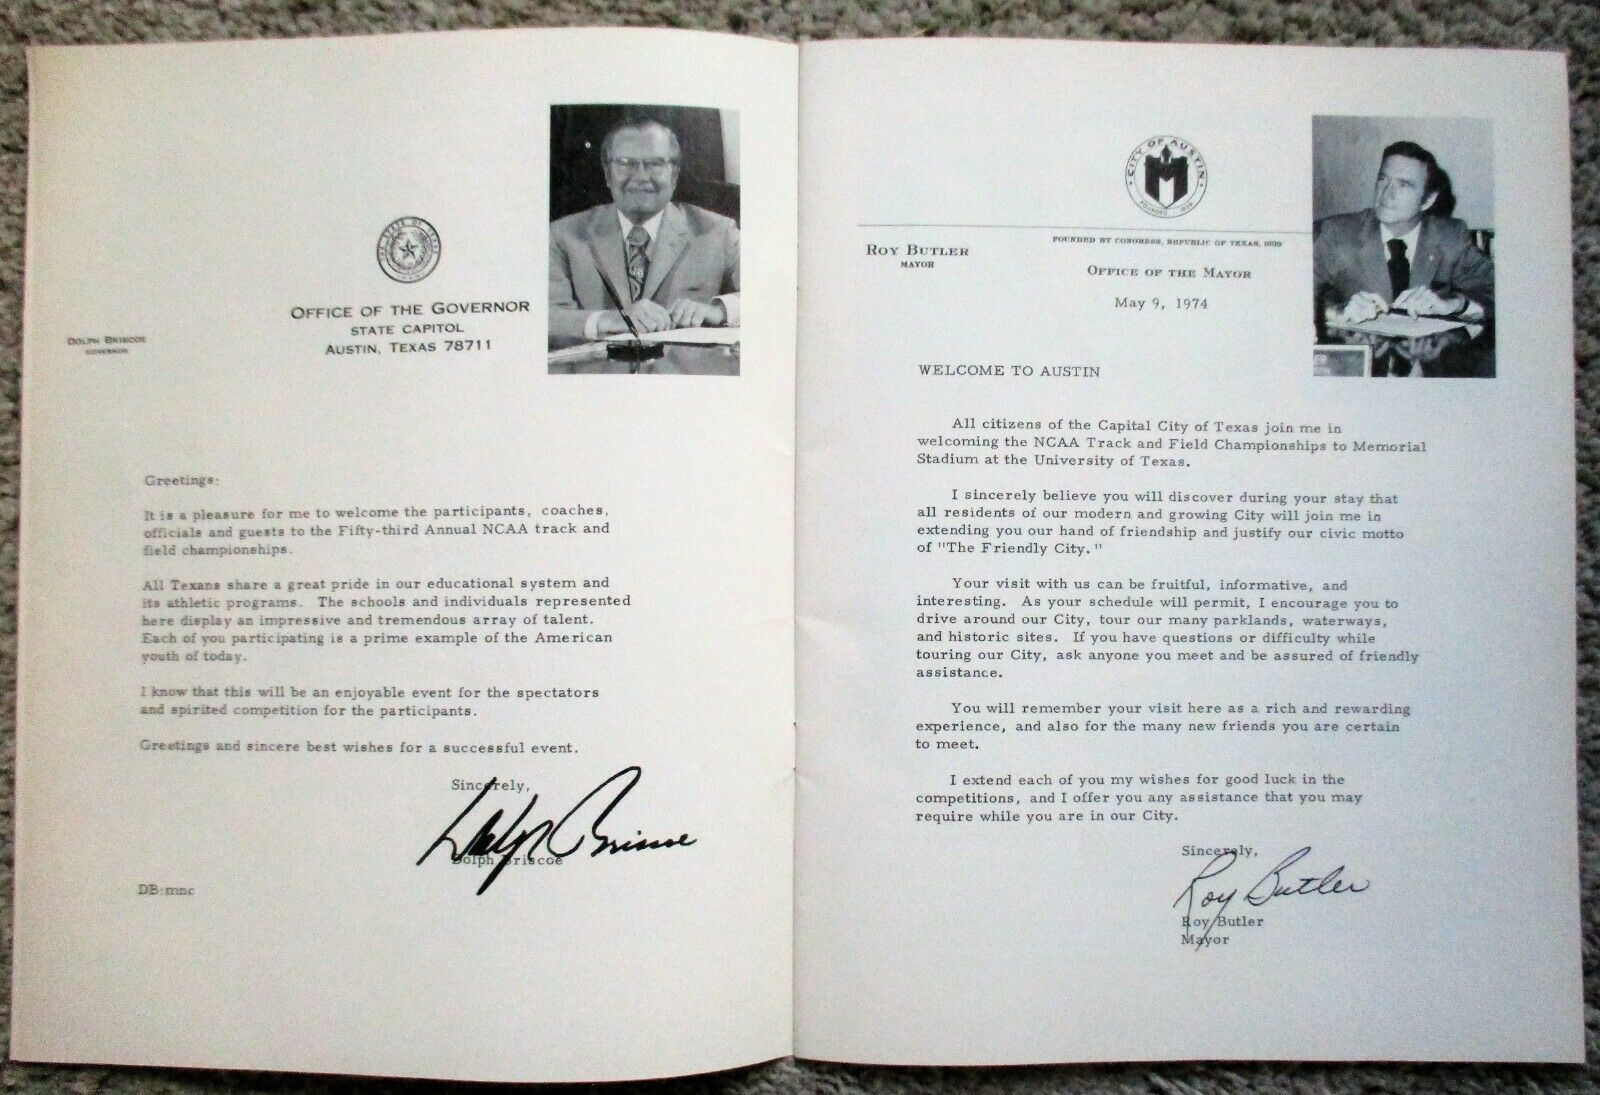 THE STATE OF TEXAS
OFFICE OF THE GOVERNOR
STATE CAPITOL
AUSTIN, TEXAS 78711
DOLPH BRISCOE
GOVERNOR
Greetings:
It is a pleasure for me to welcome the participants, coaches,
officials and guests to the Fifty-third Annual NCAA track and
field championships.
All Texans share a great pride in our educational system and
its athletic programs. The schools and individuals represented
here display an impressive and tremendous array of talent.
Each of you participating is a prime example of the American
youth of today.
I know that this will be an enjoyable event for the spectators
and spirited competition for the participants.
Greetings and sincere best wishes for a successful event.
Sincerely,
Dolph Briscoe
Dolph Briscoe
DB:mnc
CITY OF AUSTIN
FOUNDED 1839
FOUNDED BY CONGRESS, REPUBLIC OF TEXAS, 1839
ROY BUTLER
MAYOR
OFFICE OF THE MAYOR
May 9, 1974
WELCOME TO AUSTIN
All citizens of the Capital City of Texas join me in
welcoming the NCAA Track and Field Championships to Memorial
Stadium at the University of Texas.
I sincerely believe you will discover during your stay that
all residents of our modern and growing City will join me in
extending you our hand of friendship and justify our civic motto
of "The Friendly City."
Your visit with us can be fruitful, informative, and
interesting. As your schedule will permit, I encourage you to
drive around our City, tour our many parklands, waterways,
and historic sites. If you have questions or difficulty while
touring our City, ask anyone you meet and be assured of friendly
assistance.
You will remember your visit here as a rich and rewarding
experience, and also for the many new friends you are certain
to meet.
I extend each of you my wishes for good luck in the
competitions, and I offer you any assistance that you may
require while you are in our City.
Sincerely,
Roy Butler
Roy Butler
Mayor